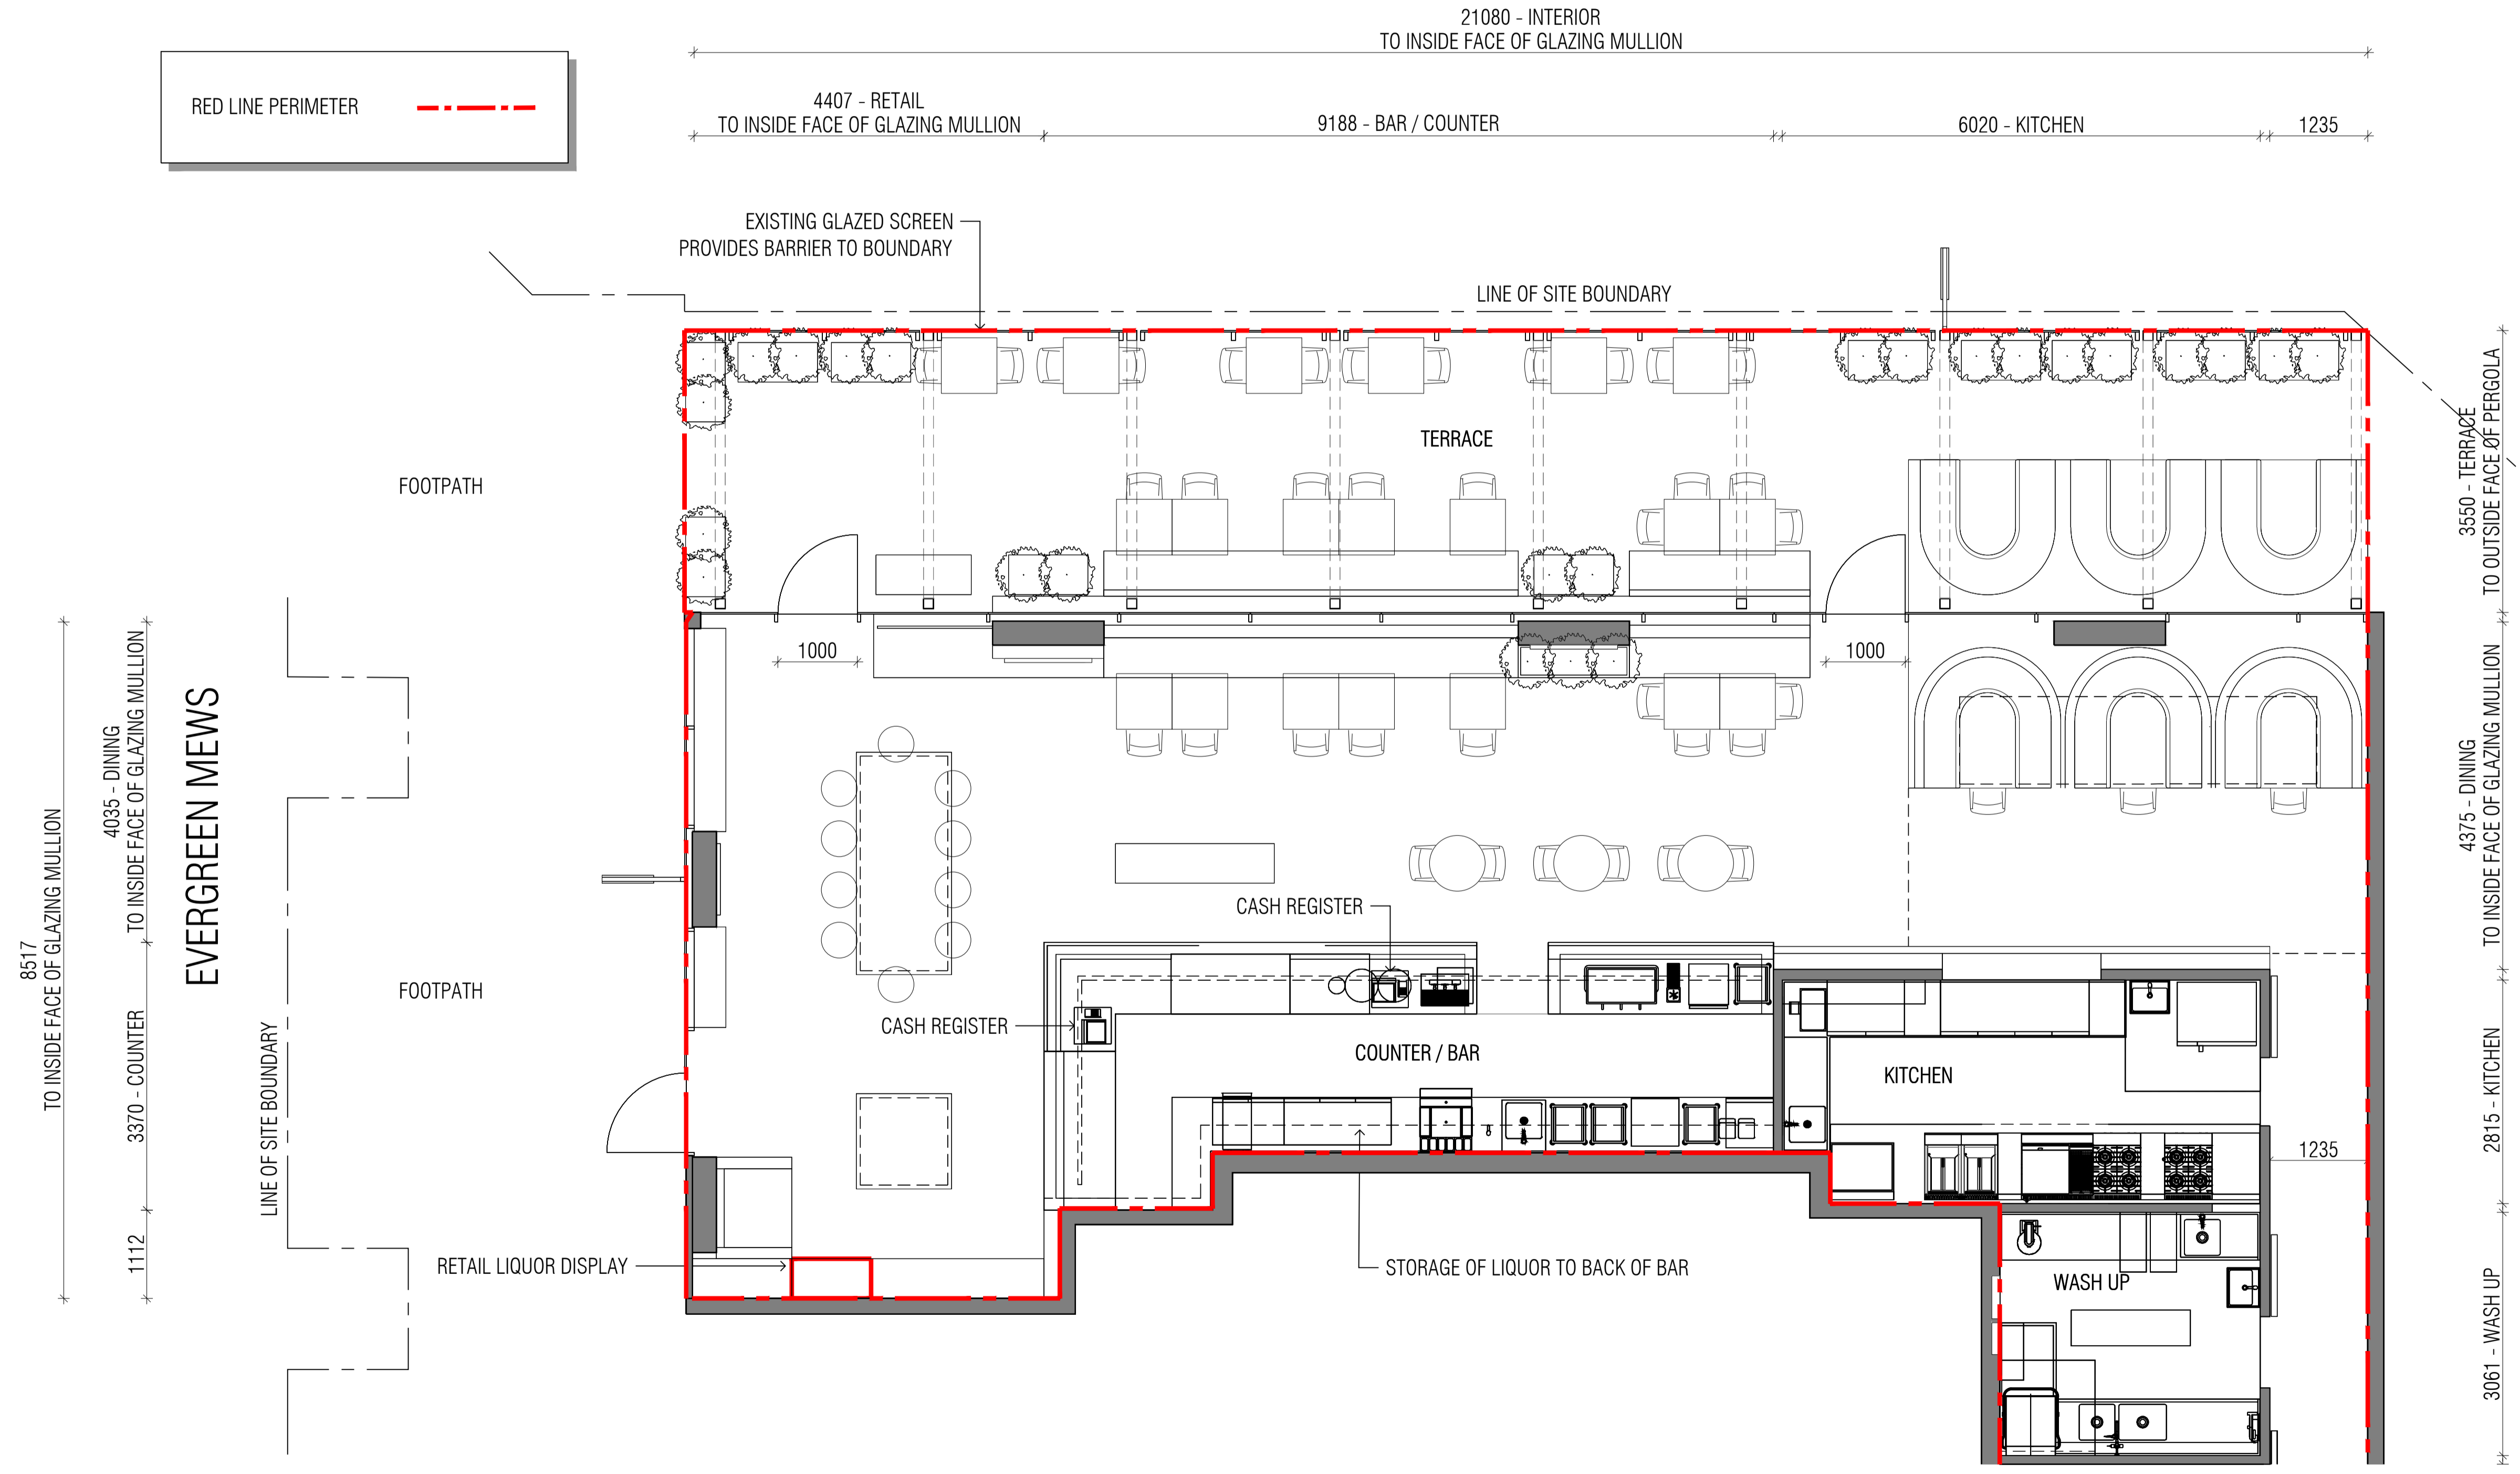 21080 - INTERIOR
TO INSIDE FACE OF GLAZING MULLION
RED LINE PERIMETER
4407 - RETAIL
TO INSIDE FACE OF GLAZING MULLION
9188 - BAR / COUNTER
6020 - KITCHEN
1235
EXISTING GLAZED SCREEN
PROVIDES BARRIER TO BOUNDARY
LINE OF SITE BOUNDARY
TERRACE
3550 - TERRACE
TO OUTSIDE FACE OF PERGOLA
FOOTPATH
1000
1000
8517
TO INSIDE FACE OF GLAZING MULLION
4035 - DINING
TO INSIDE FACE OF GLAZING MULLION
EVERGREEN MEWS
4375 - DINING
TO INSIDE FACE OF GLAZING MULLION
CASH REGISTER
FOOTPATH
CASH REGISTER
COUNTER / BAR
KITCHEN
3370 - COUNTER
LINE OF SITE BOUNDARY
2815 - KITCHEN
1235
1112
RETAIL LIQUOR DISPLAY
STORAGE OF LIQUOR TO BACK OF BAR
WASH UP
3061 - WASH UP